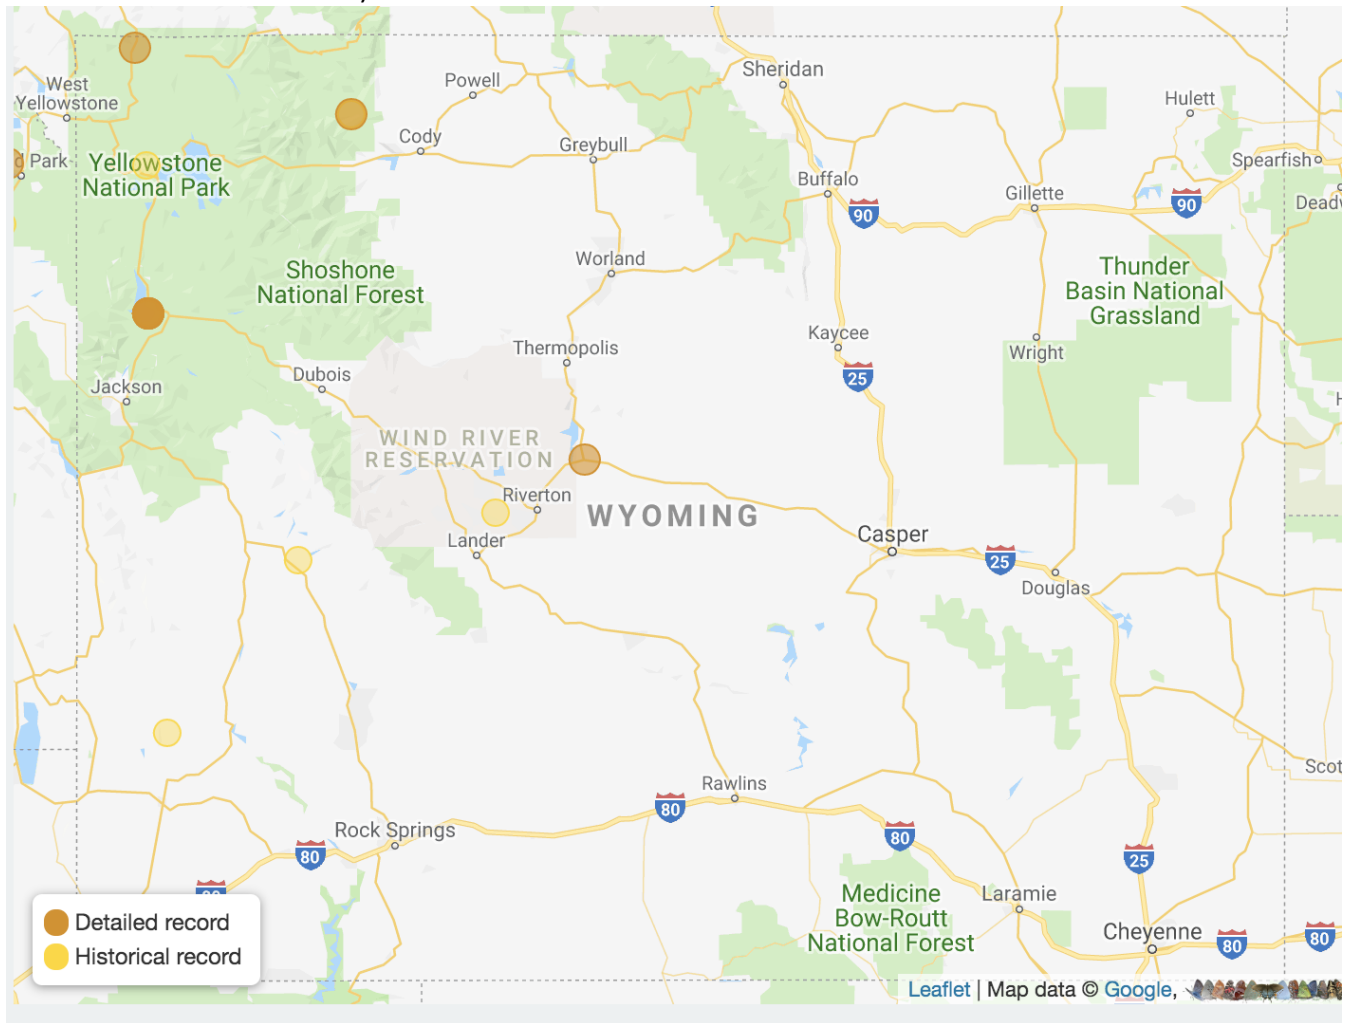 Sheridan
Powell
West
Yellowstone
Hulett
Cody
Greybull
Park
Yellowstone
National Park
Spearfish
Buffalo
Gillette
90
90
Worland
Shoshone
National Forest
Thunder
Basin National
Grassland
Kaycee
Thermopolis
Wright
Dubois
25
Jackson
WIND RIVER
RESERVATION
Riverton
WYOMING
Lander
Casper
25
Douglas
Rawlins
80
Rock Springs
80
80
25
Medicine
Bow-Routt
National Forest
Laramie
Cheyenne
80
80
Detailed record
Historical record
Leaflet | Map data © Google,